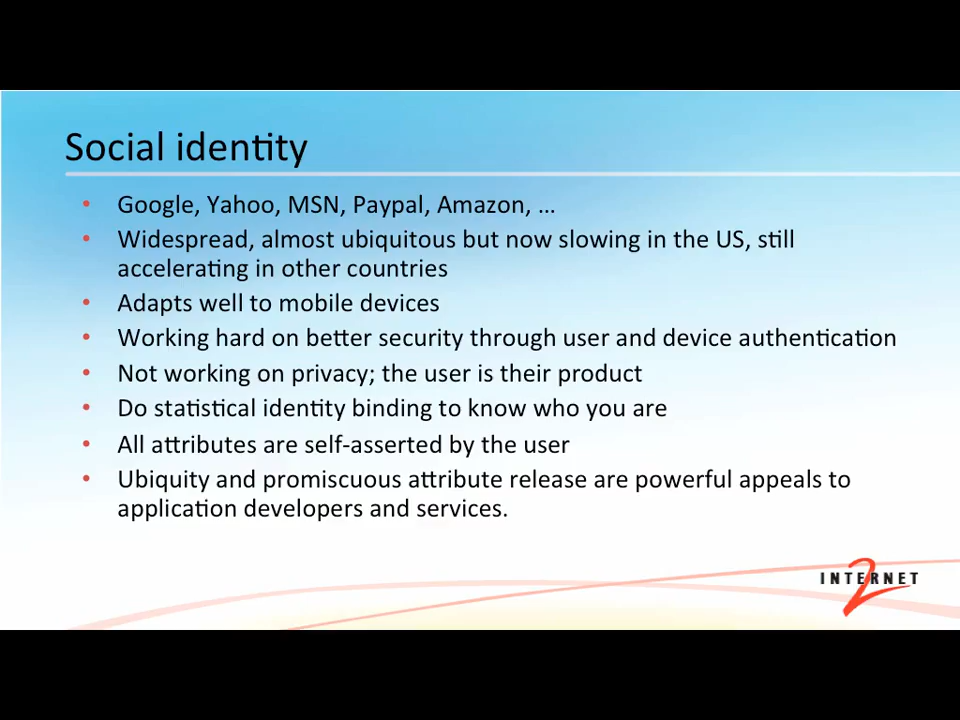 Social identity
• Google, Yahoo, MSN, Paypal, Amazon, …
• Widespread, almost ubiquitous but now slowing in the US, still
accelerating in other countries
• Adapts well to mobile devices
• Working hard on better security through user and device authentication
• Not working on privacy; the user is their product
• Do statistical identity binding to know who you are
• All attributes are self-asserted by the user
• Ubiquity and promiscuous attribute release are powerful appeals to
application developers and services.
INTERNET
2